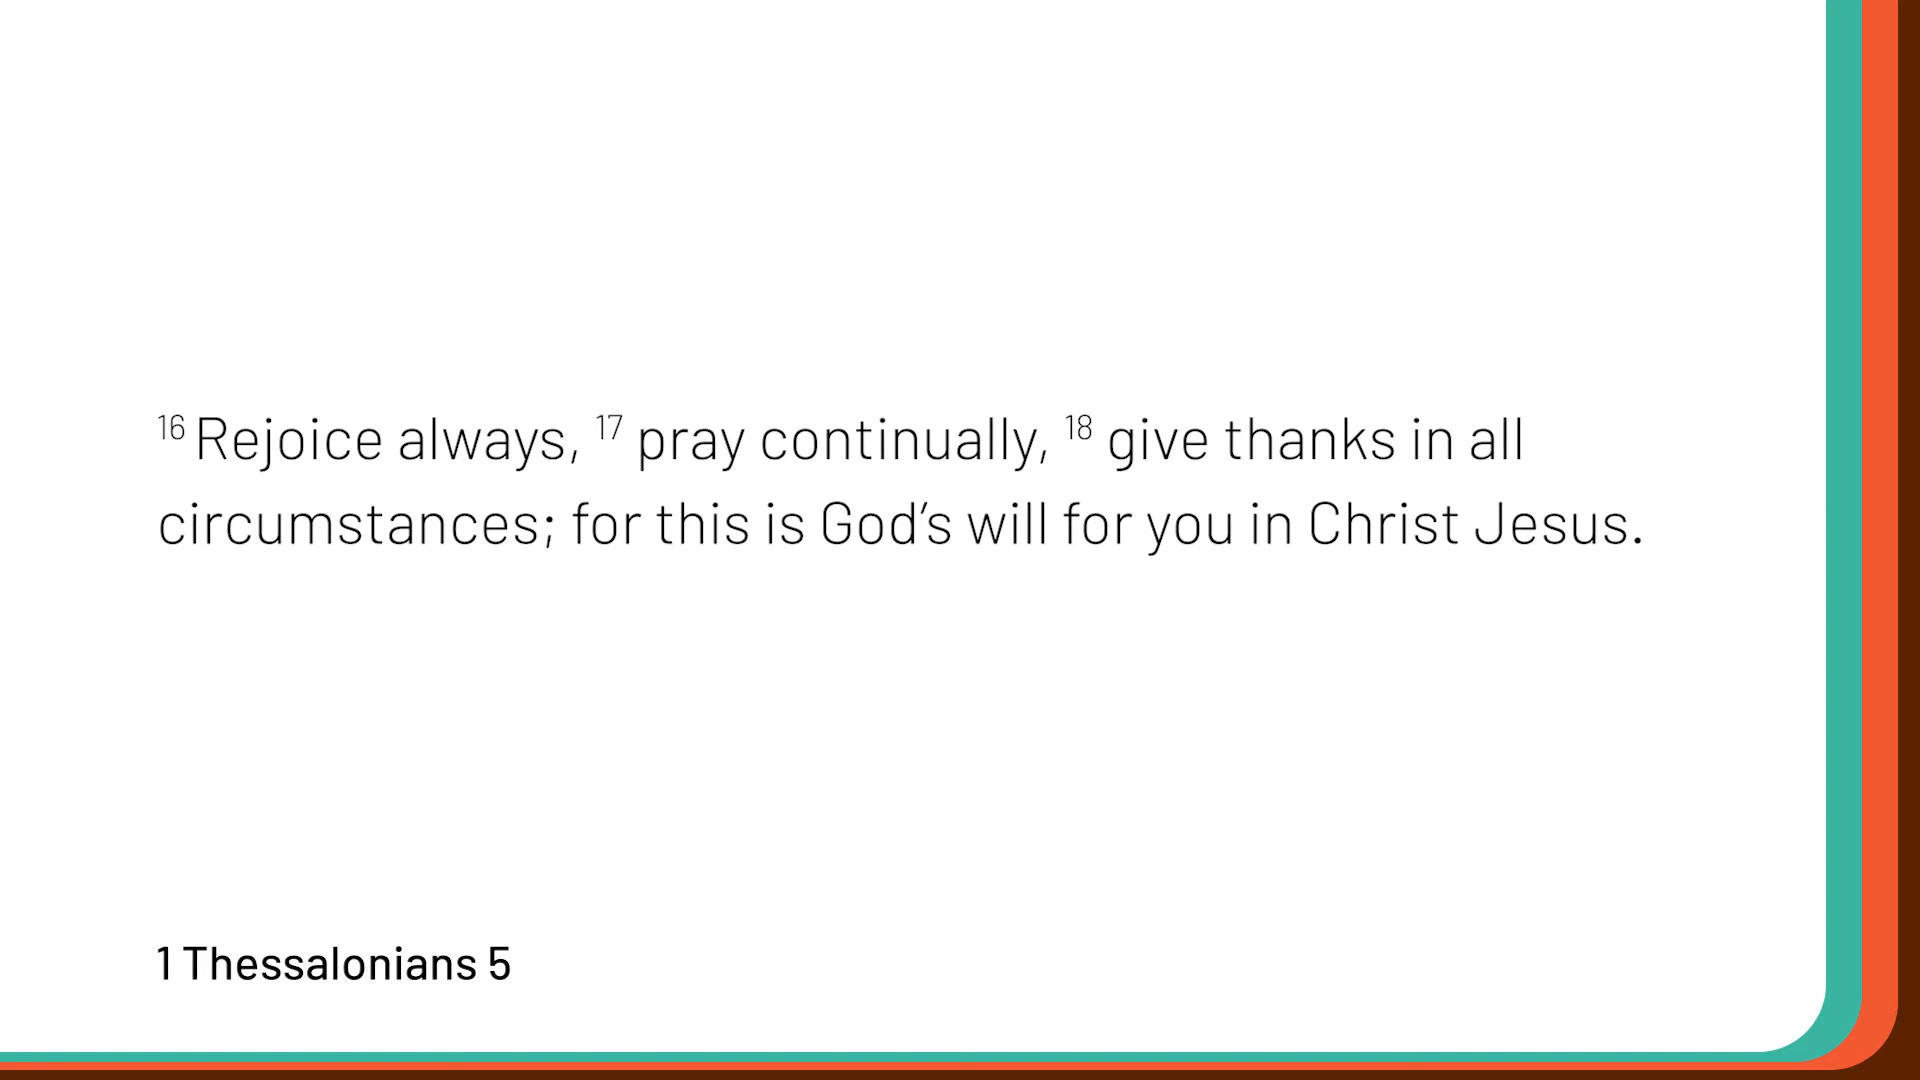 16 Rejoice always, 17 pray continually, 18 give thanks in all
circumstances; for this is God’s will for you in Christ Jesus.
1 Thessalonians 5